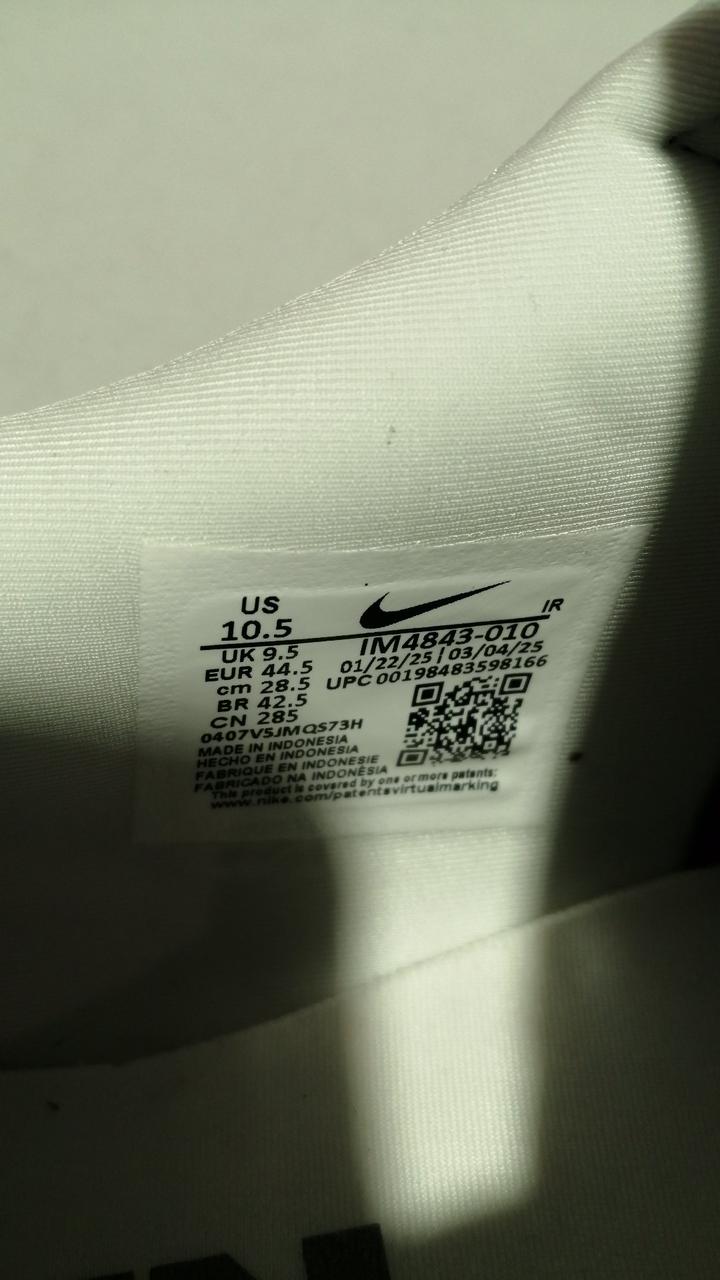 US
10.5
IR
IM4843-010
UK 9.5
01/22/25 | 03/04/25
EUR 44.5
UPC 00198483598166
cm 28.5
BR 42.5
CN 285
0407V5JMQS73H
MADE IN INDONESIA
HECHO EN INDONESIA
FABRIQUE EN INDONESIE
FABRICADO NA INDONÉSIA
This product is covered by one or more patents:
www.nike.com/patentsvirtualmarking